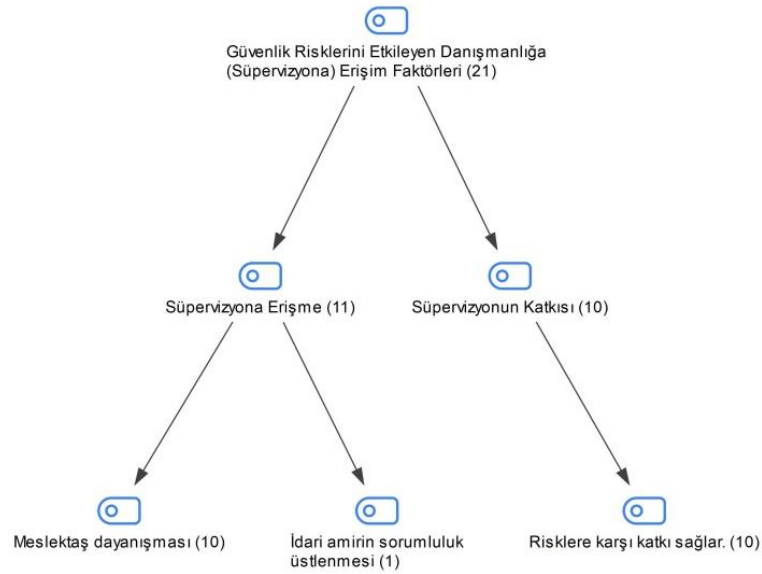 Güvenlik Risklerini Etkileyen Danışmanlığa
(Süpervizyona) Erişim Faktörleri (21)
Süpervizyona Erişme (11)
Süpervizyonun Katkısı (10)
Meslektaş dayanışması (10)
İdari amirin sorumluluk
üstlenmesi (1)
Risklere karşı katkı sağlar. (10)